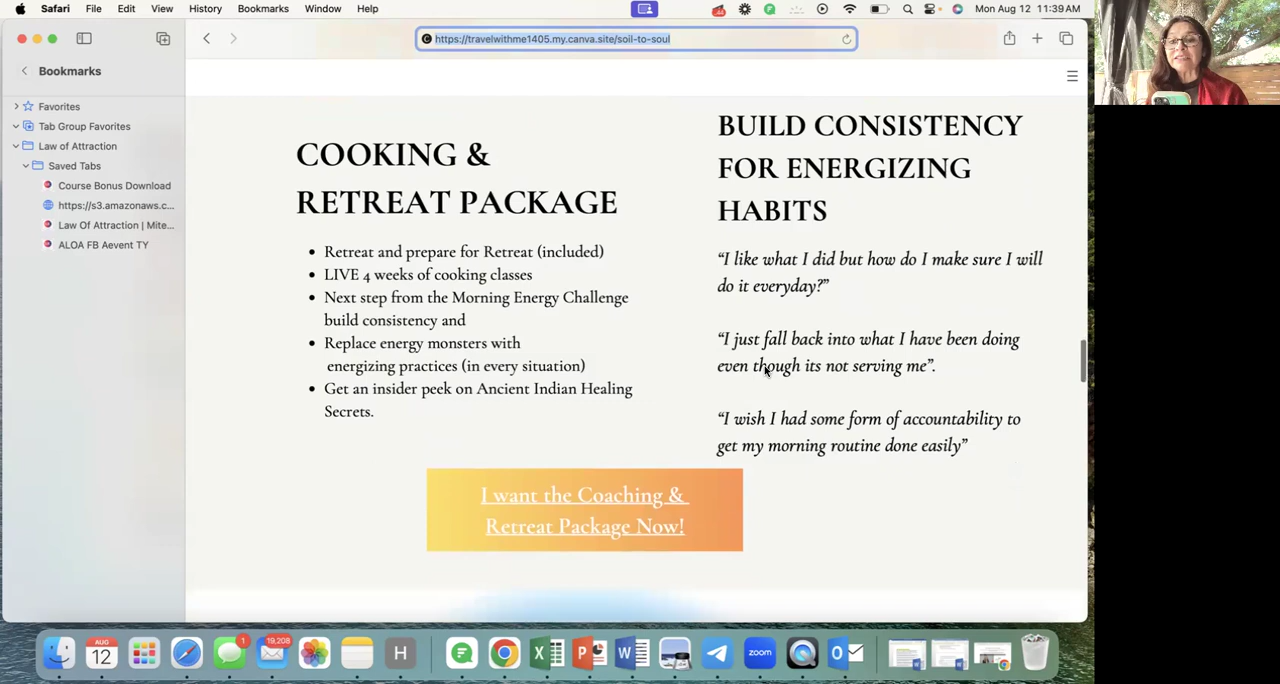 Safari File Edit View History Bookmarks Window Help
Mon Aug 12 11:39 AM
https://travelwithme1405.my.canva.site/soil-to-soul
Bookmarks
Favorites
Tab Group Favorites
Law of Attraction
Saved Tabs
Course Bonus Download
https://s3.amazonaws.c...
Law Of Attraction | Mite...
ALOA FB Aevent TY
COOKING &
RETREAT PACKAGE
• Retreat and prepare for Retreat (included)
• LIVE 4 weeks of cooking classes
• Next step from the Morning Energy Challenge
build consistency and
• Replace energy monsters with
energizing practices (in every situation)
• Get an insider peek on Ancient Indian Healing
Secrets.
BUILD CONSISTENCY
FOR ENERGIZING
HABITS
“I like what I did but how do I make sure I will
do it everyday?”
“I just fall back into what I have been doing
even though its not serving me”.
“I wish I had some form of accountability to
get my morning routine done easily”
I want the Coaching &
Retreat Package Now!
AUG
12
1
19,208
H
zoom